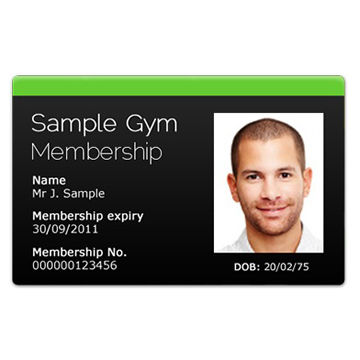 Sample Gym
Membership
Name
Mr J. Sample
Membership expiry
30/09/2011
Membership No.
000000123456
DOB: 20/02/75